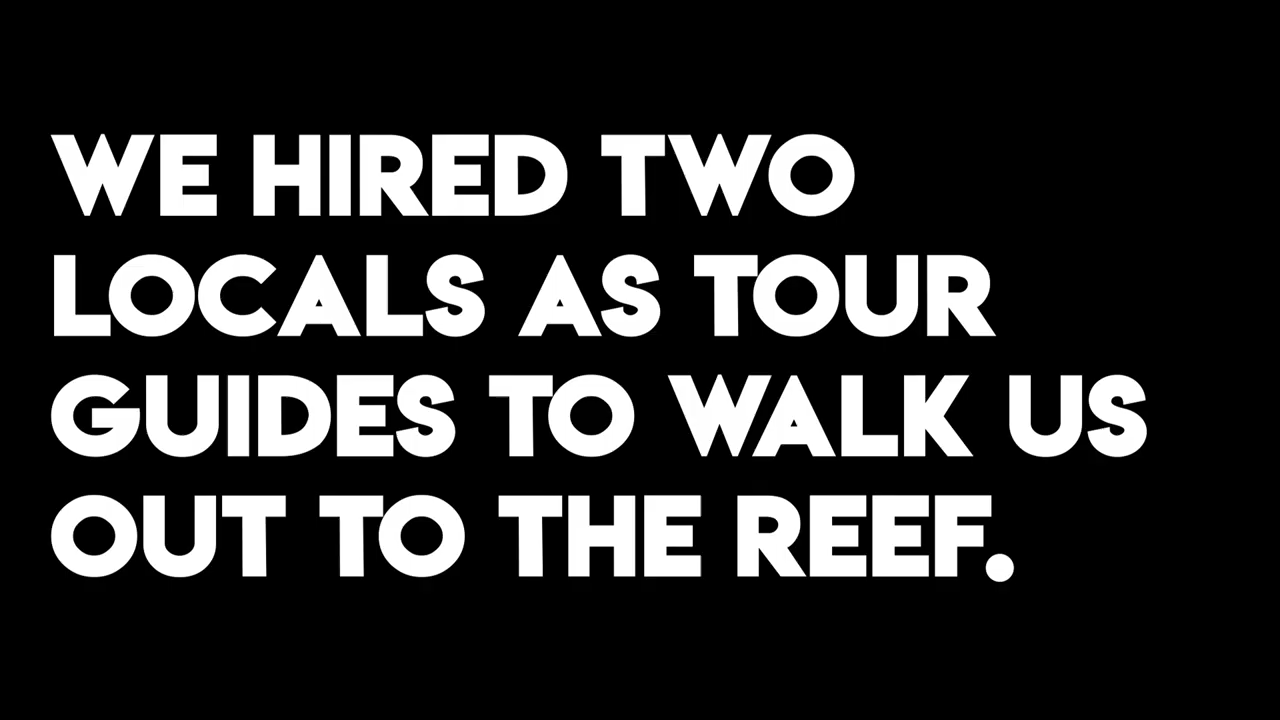 WE HIRED TWO
LOCALS AS TOUR
GUIDES TO WALK US
OUT TO THE REEF.